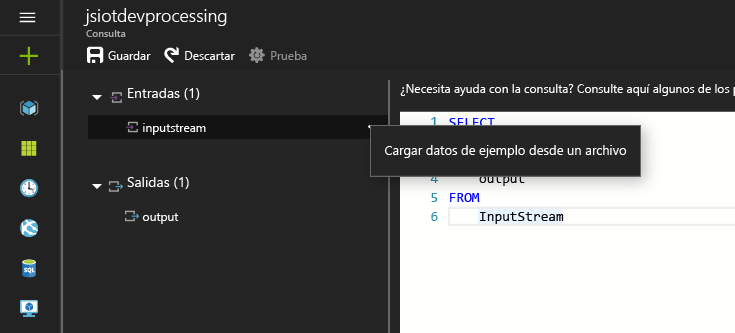 jsiotdevprocessing
Consulta
Guardar Descartar Prueba
Entradas (1)
inputstream
Salidas (1)
output
¿Necesita ayuda con la consulta? Consulte aquí algunos de los
1 SELECT
Cargar datos de ejemplo desde un archivo
4 output
5 FROM
6 InputStream